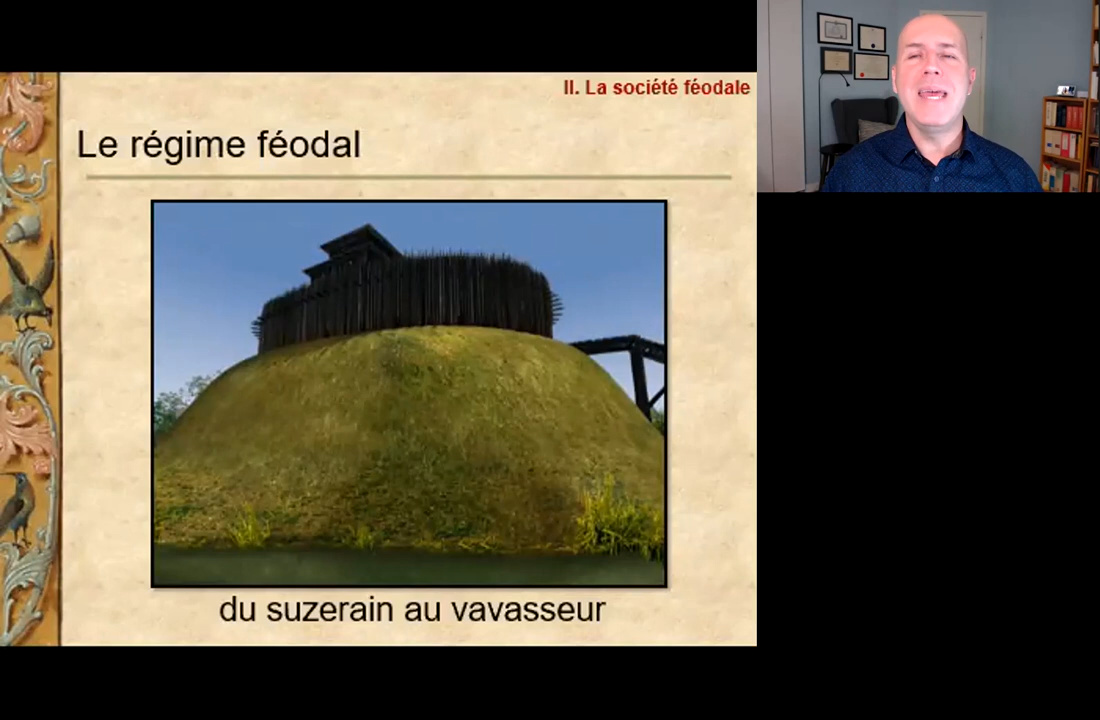 II. La société féodale
Le régime féodal
du suzerain au vavasseur